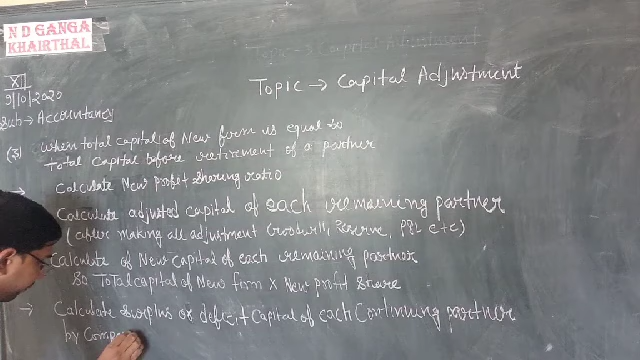 N D GANGA
KHAIRTHAL
XII
9/10/2020
Sub → Accountancy
Topic → Capital Adjustment
(3) when total capital of New firm is equal to
total capital before retirement of a partner
→ Calculate New profit sharing ratio
Calculate adjusted capital of each remaining partner
(after making all adjustment Goodwill, Reserve, P&L etc)
Calculate of New Capital of each remaining partner
so Total capital of New firm × New profit share
→ Calculate surplus or deficit capital of each Continuing partner
by Compa